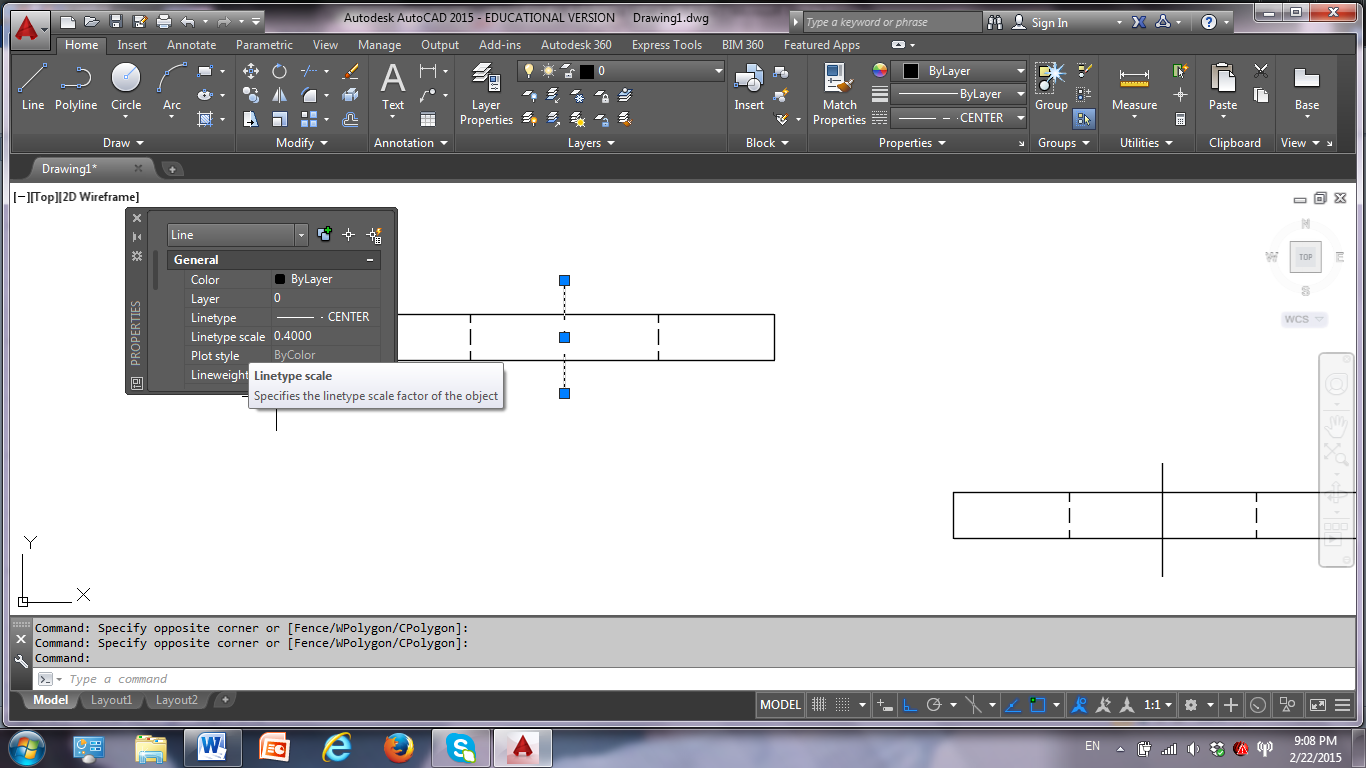 Autodesk AutoCAD 2015 - EDUCATIONAL VERSION Drawing1.dwg
Type a keyword or phrase
Sign In
Home Insert Annotate Parametric View Manage Output Add-ins Autodesk 360 Express Tools BIM 360 Featured Apps
Line Polyline Circle Arc
Text
Layer Properties
0
Insert
Match Properties
ByLayer
ByLayer
CENTER
Group
Measure
Paste
Base
Draw Modify Annotation Layers Block Properties Groups Utilities Clipboard View
Drawing1*
[−][Top][2D Wireframe]
N
W TOP E
S
WCS
Line
General
Color ByLayer
Layer 0
Linetype CENTER
Linetype scale 0.4000
Plot style ByColor
Lineweight
PROPERTIES
Linetype scale
Specifies the linetype scale factor of the object
Y
X
Command: Specify opposite corner or [Fence/WPolygon/CPolygon]:
Command: Specify opposite corner or [Fence/WPolygon/CPolygon]:
Command:
Type a command
Model Layout1 Layout2
MODEL 1:1
EN
9:08 PM
2/22/2015